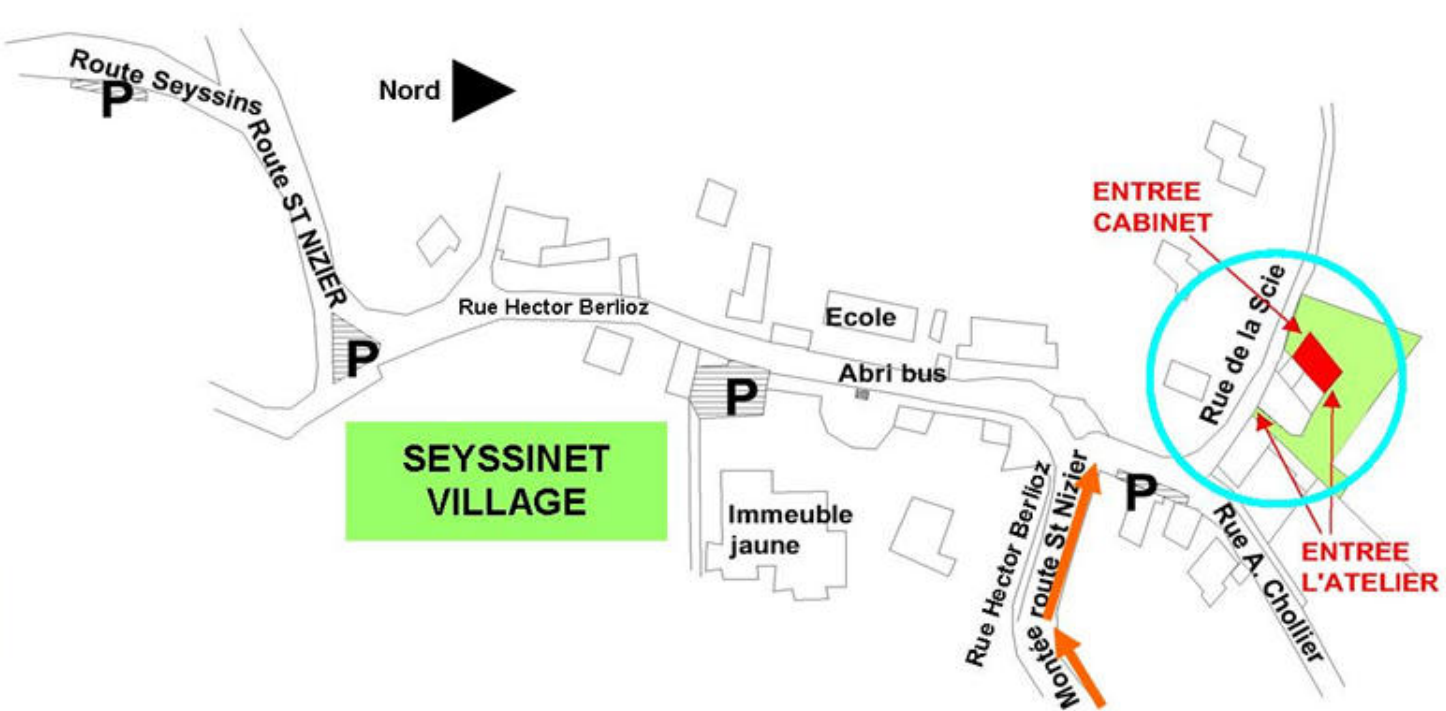 Route Seyssins
P
Route ST NIZIER
Nord
ENTREE
CABINET
Rue de la Scie
Rue Hector Berlioz
Ecole
P
Abri bus
P
SEYSSINET
VILLAGE
Immeuble
jaune
Rue Hector Berlioz
Montée route St Nizier
P
Rue A. Chollier
ENTREE
L'ATELIER